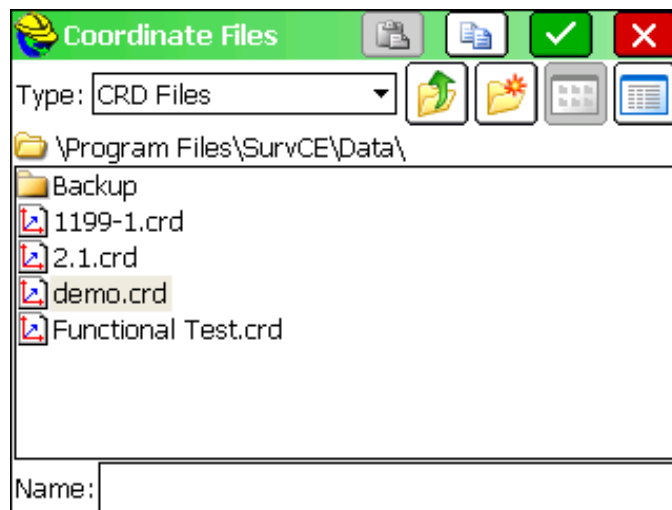 Coordinate Files
Type: CRD Files
\Program Files\SurvCE\Data\
Backup
1199-1.crd
2.1.crd
demo.crd
Functional Test.crd
Name: